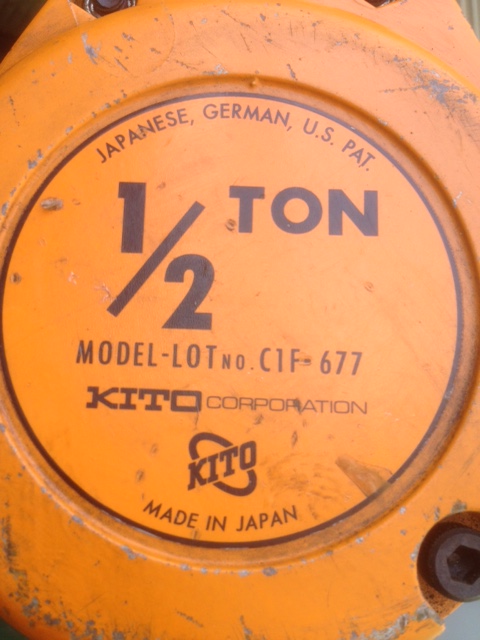 JAPANESE, GERMAN, U.S. PAT.
1/2 TON
MODEL-LOT NO. C1F-677
KITO CORPORATION
KITO
MADE IN JAPAN